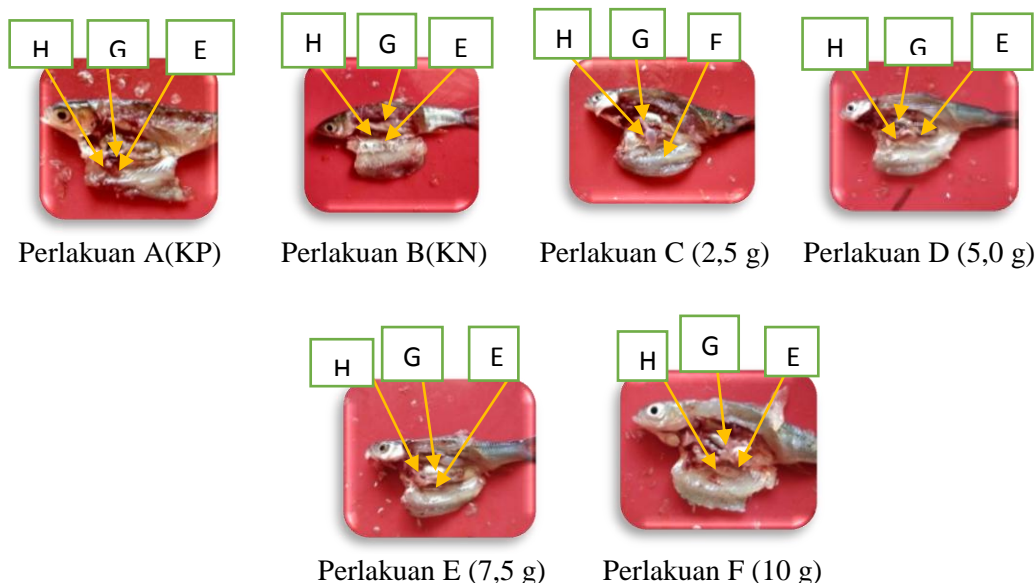 H G E H G E H G F H G E
Perlakuan A(KP) Perlakuan B(KN) Perlakuan C (2,5 g) Perlakuan D (5,0 g)
H G E H G E
Perlakuan E (7,5 g) Perlakuan F (10 g)